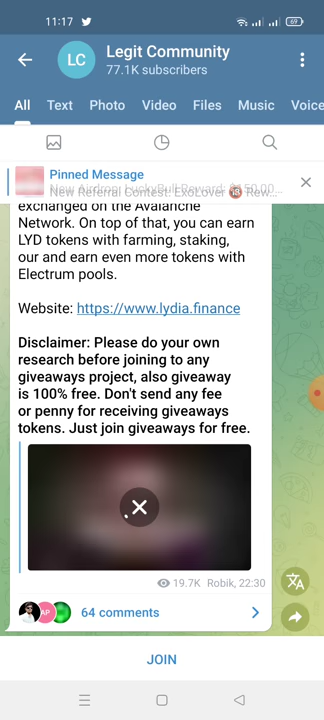 11:17
69
LC
Legit Community
77.1K subscribers
All Text Photo Video Files Music Voice
Pinned Message
New Referral Contest: ExoLover 🔞 Rew...
exchanged on the Avalanche
Network. On top of that, you can earn
LYD tokens with farming, staking,
our and earn even more tokens with
Electrum pools.
Website: https://www.lydia.finance
Disclaimer: Please do your own
research before joining to any
giveaways project, also giveaway
is 100% free. Don't send any fee
or penny for receiving giveaways
tokens. Just join giveaways for free.
19.7K Robik, 22:30
AP
64 comments
JOIN